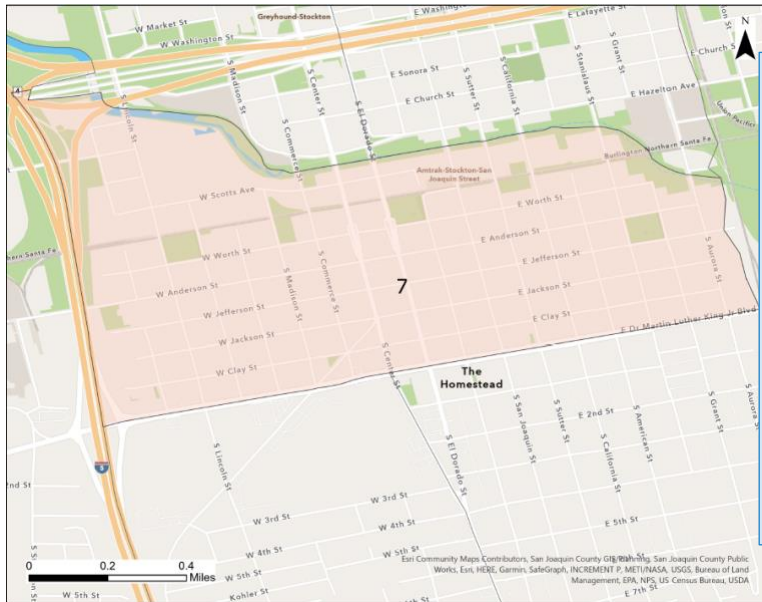 Greyhound-Stockton
E Washing
E Lafayette St
W Market St
W Washington St
N
S Grant St
E Church S
S Stanislaus St
S Madison St
S Center St
E Sonora St
S Sutter St
S California St
4
S Lincoln St
S El Dorado St
E Church St
E Hazelton Ave
Union Pacific
S Commerce St
Burlington Northern Santa Fe
Amtrak-Stockton-San
Joaquin Street
W Scotts Ave
E Worth St
hern Santa Fe
W Worth St
E Anderson St
S Aurora St
W Anderson St
S Madison St
S Commerce St
E Jefferson St
7
W Jefferson St
E Jackson St
W Jackson St
E Clay St
E Dr Martin Luther King Jr Blvd
W Clay St
S Center St
The
Homestead
S San Joaquin St
S Sutter St
E 2nd St
S American St
S Grant St
S Aurora St
S Lincoln St
S El Dorado St
S California St
5
2nd St
W 3rd St
W 4th St
E 5th St
W 4th St
W 5th St
0
0.2
0.4
Miles
W 5th St
Kohler St
W 5th St
E 7th St
Esri Community Maps Contributors, San Joaquin County GIS/Planning, San Joaquin County Public
Works, Esri, HERE, Garmin, SafeGraph, INCREMENT P, METI/NASA, USGS, Bureau of Land
Management, EPA, NPS, US Census Bureau, USDA